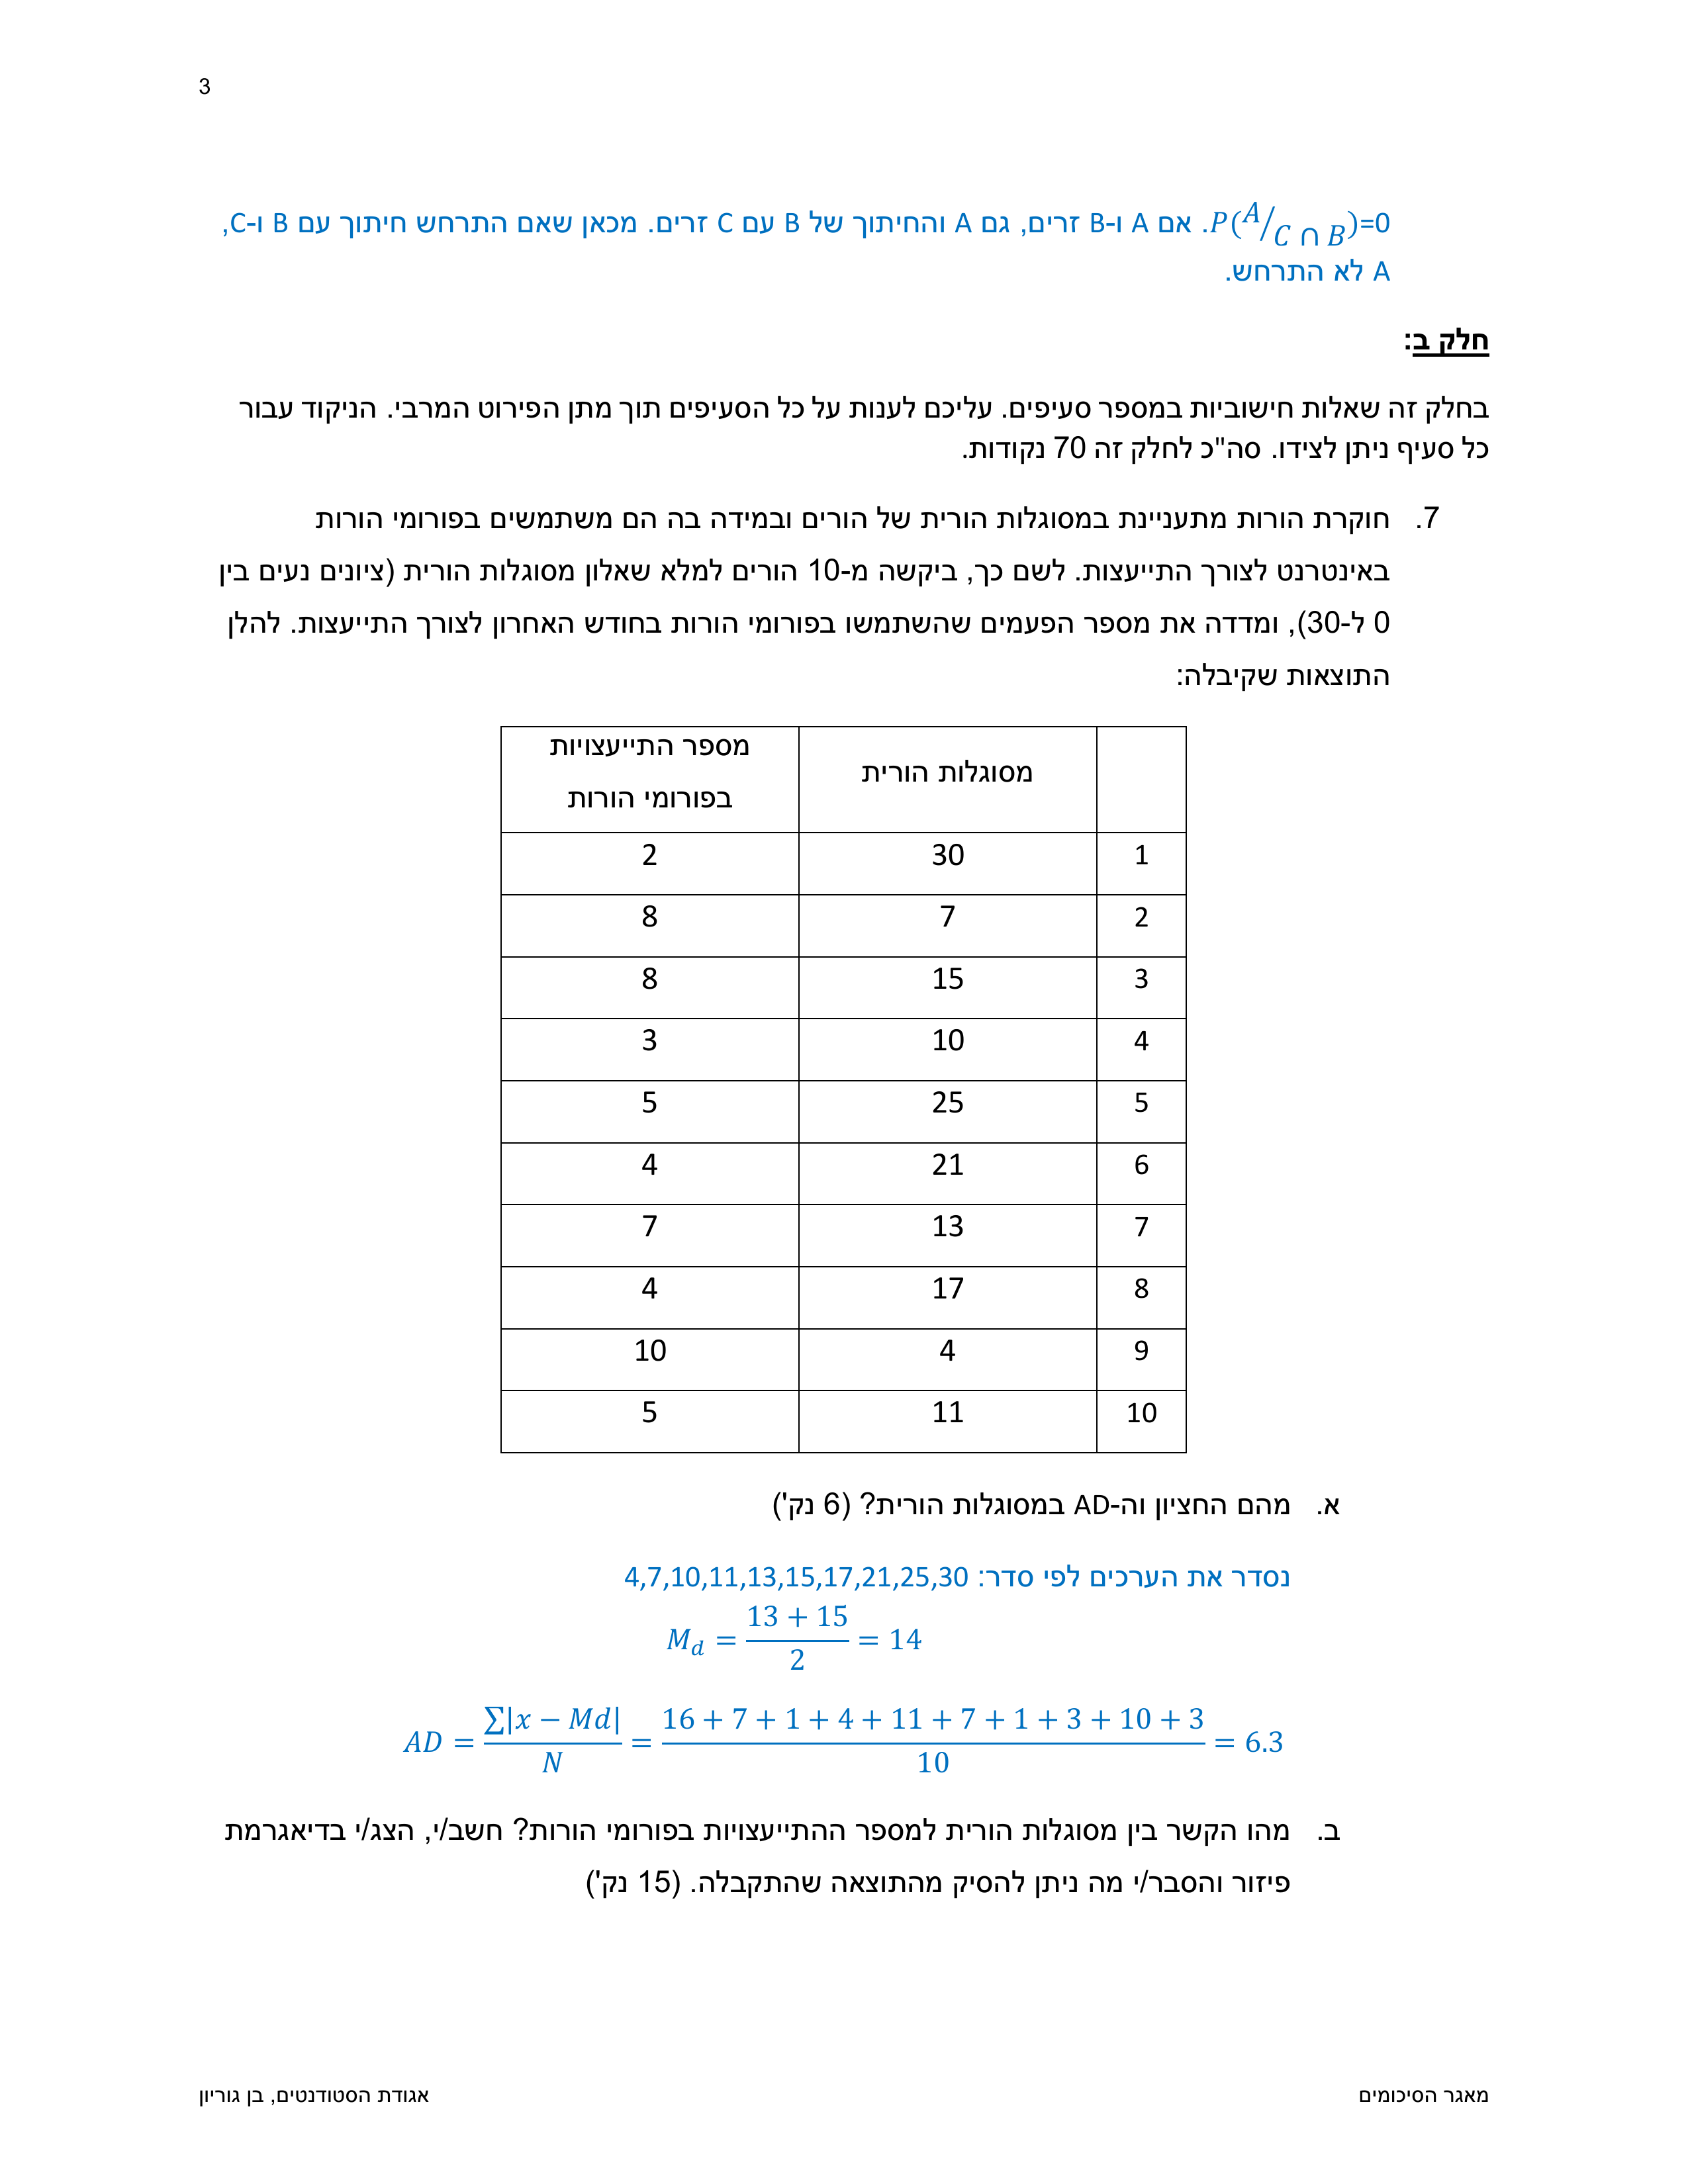 3
P(A/C ∩ B)=0. אם A ו-B זרים, גם A והחיתוך של B עם C זרים. מכאן שאם התרחש חיתוך עם B ו-C,
A לא התרחש.
חלק ב:
בחלק זה שאלות חישוביות במספר סעיפים. עליכם לענות על כל הסעיפים תוך מתן הפירוט המרבי. הניקוד עבור
כל סעיף ניתן לצידו. סה"כ לחלק זה 70 נקודות.
7. חוקרת הורות מתעניינת במסוגלות הורית של הורים ובמידה בה הם משתמשים בפורומי הורות
באינטרנט לצורך התייעצות. לשם כך, ביקשה מ-10 הורים למלא שאלון מסוגלות הורית (ציונים נעים בין
0 ל-30), ומדדה את מספר הפעמים שהשתמשו בפורומי הורות בחודש האחרון לצורך התייעצות. להלן
התוצאות שקיבלה:
מסוגלות הורית מספר התייעצויות
בפורומי הורות
1 30 2
2 7 8
3 15 8
4 10 3
5 25 5
6 21 4
7 13 7
8 17 4
9 4 10
10 11 5
א. מהם החציון וה-AD במסוגלות הורית? (6 נק')
נסדר את הערכים לפי סדר: 4,7,10,11,13,15,17,21,25,30
M_d = (13 + 15)/2 = 14
AD = ∑|x − Md|/N = (16 + 7 + 1 + 4 + 11 + 7 + 1 + 3 + 10 + 3)/10 = 6.3
ב. מהו הקשר בין מסוגלות הורית למספר ההתייעצויות בפורומי הורות? חשב/י, הצג/י בדיאגרמת
פיזור והסבר/י מה ניתן להסיק מהתוצאה שהתקבלה. (15 נק')
מאגר הסיכומים אגודת הסטודנטים, בן גוריון